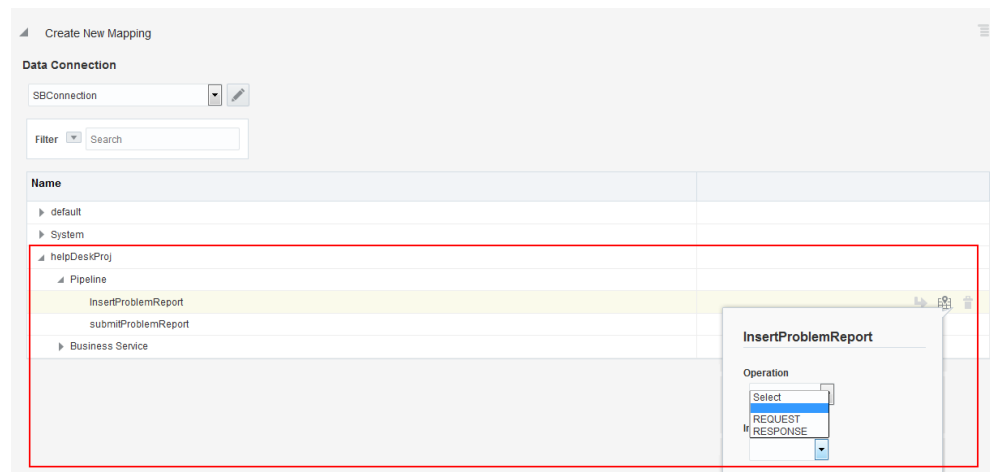 Create New Mapping
Data Connection
SBConnection
Filter Search
Name
default
System
helpDeskProj
Pipeline
InsertProblemReport
submitProblemReport
Business Service
InsertProblemReport
Operation
Select
REQUEST
RESPONSE